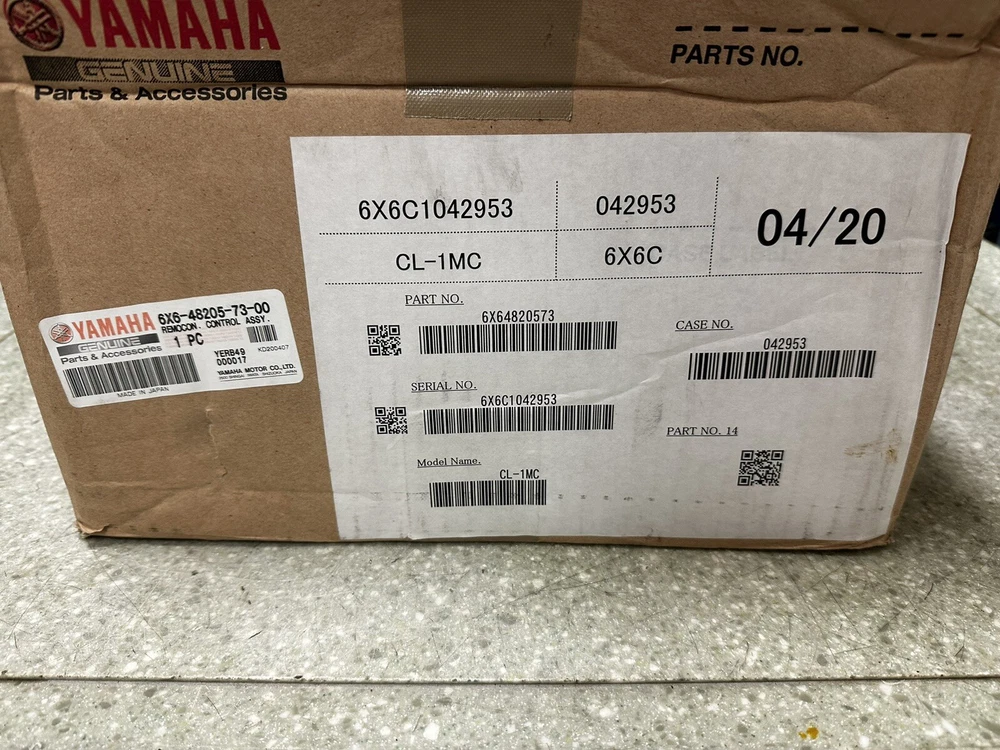 YAMAHA
GENUINE
Parts & Accessories
PARTS NO.
6X6C1042953
042953
04/20
CL-1MC
6X6C
PART NO.
6X64820573
CASE NO.
042953
SERIAL NO.
6X6C1042953
PART NO. 14
Model Name.
CL-1MC
YAMAHA
GENUINE
Parts & Accessories
6X6-48205-73-00
REMOCON. CONTROL ASSY.
1 PC
YERB49
000017
KD200407
YAMAHA MOTOR CO.,LTD.
MADE IN JAPAN